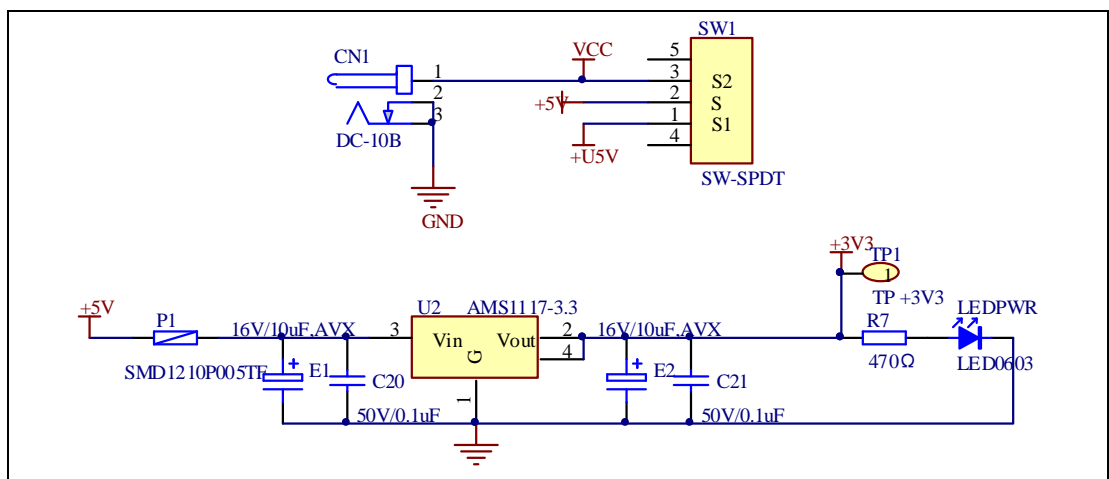 SW1
CN1
VCC
5
1
3
S2
2
+5V
2
S
3
1
S1
DC-10B
4
+U5V
SW-SPDT
GND
+3V3
TP1
1
+5V
U2
AMS1117-3.3
TP +3V3
LEDPWR
P1
16V/10uF,AVX
3
2
16V/10uF,AVX
R7
Vin
Vout
4
G
SMD1210P005TF
E1
C20
E2
C21
470Ω
LED0603
1
50V/0.1uF
50V/0.1uF